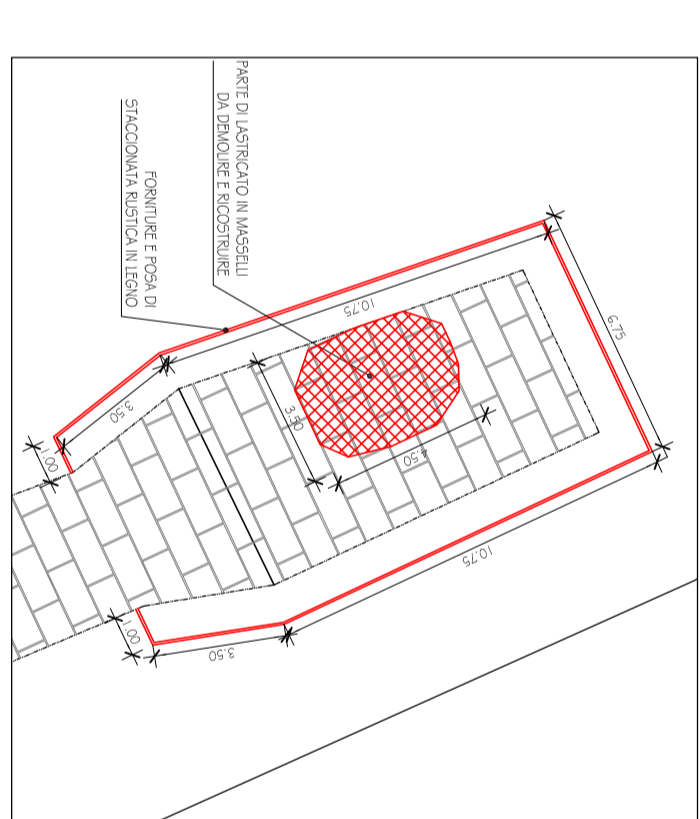 PARTE DI LASTRICATO IN MASSELLI
DA DEMOLIRE E RICOSTRUIRE
FORNITURE E POSA DI
STACCIONATA RUSTICA IN LEGNO
6.75
10.75
3.50
4.50
3.50
1.00
10.75
1.00
3.50